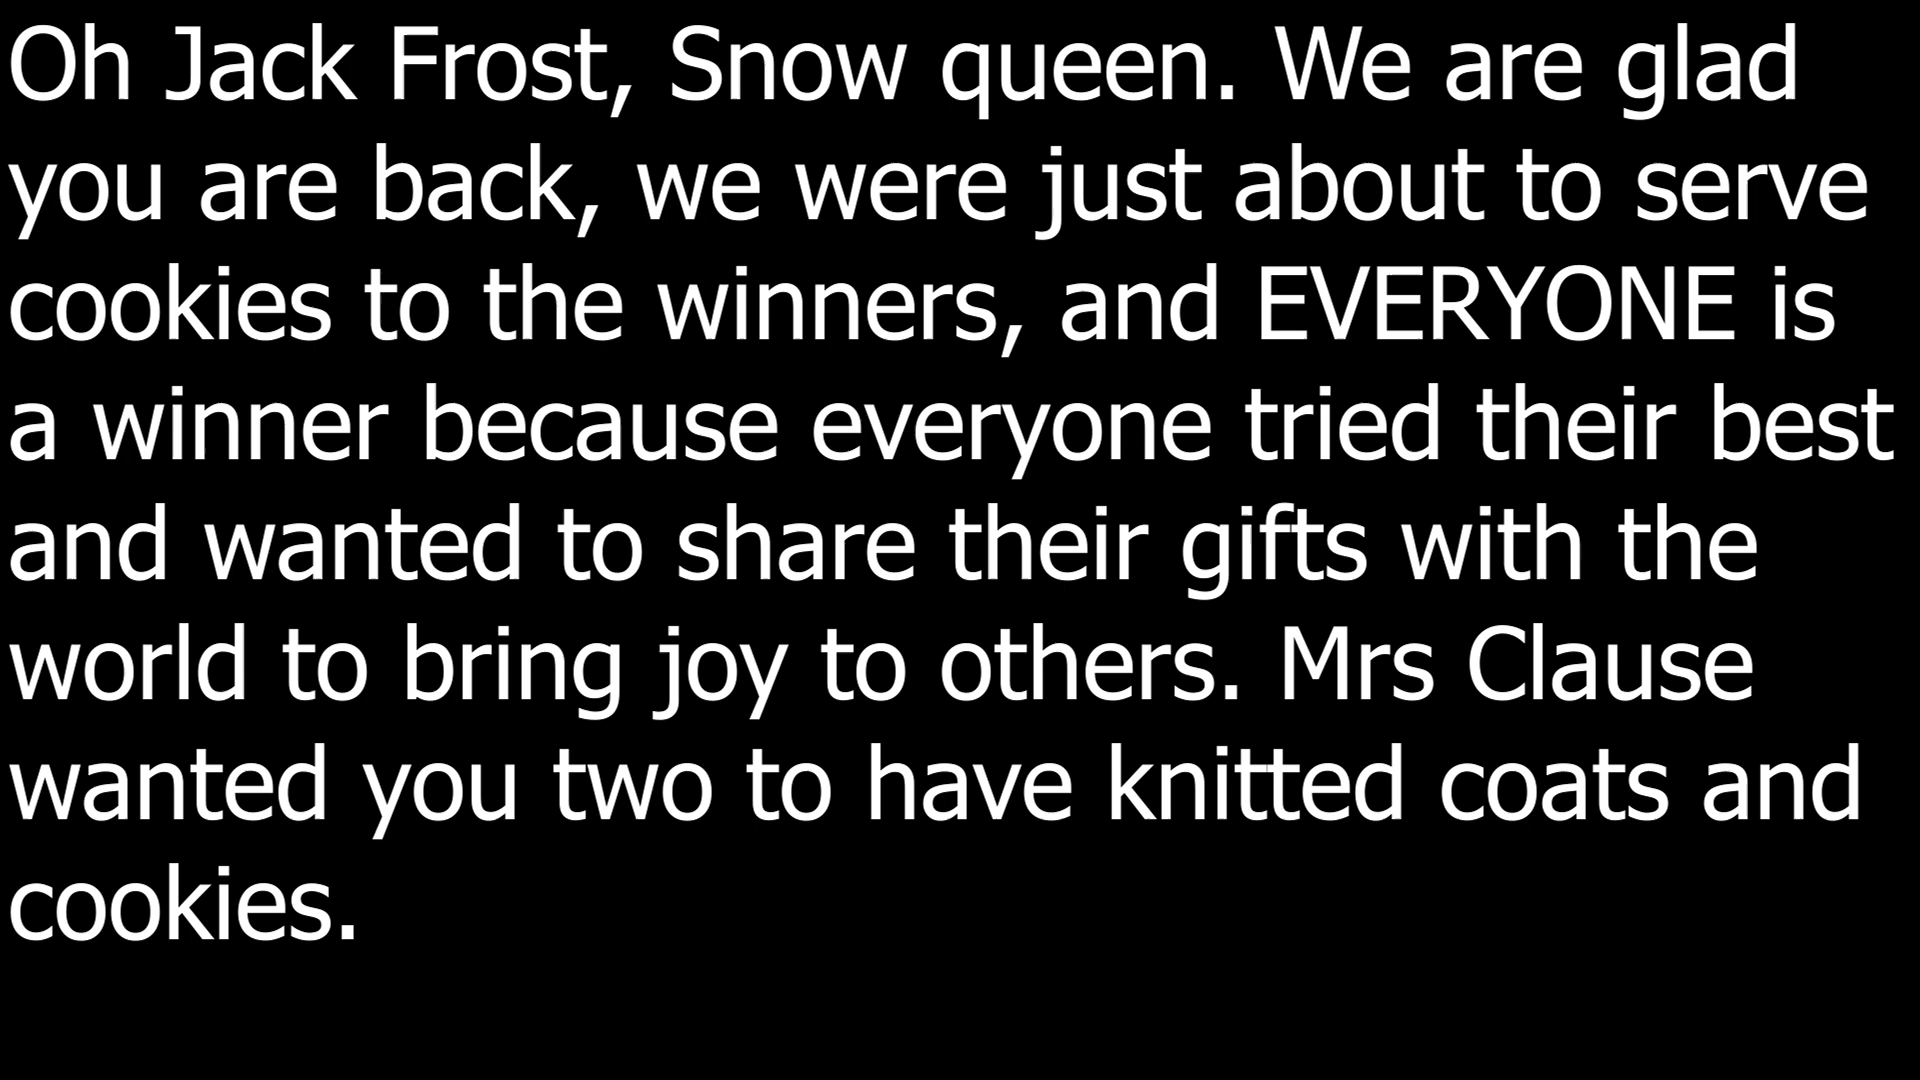 Oh Jack Frost, Snow queen. We are glad
you are back, we were just about to serve
cookies to the winners, and EVERYONE is
a winner because everyone tried their best
and wanted to share their gifts with the
world to bring joy to others. Mrs Clause
wanted you two to have knitted coats and
cookies.